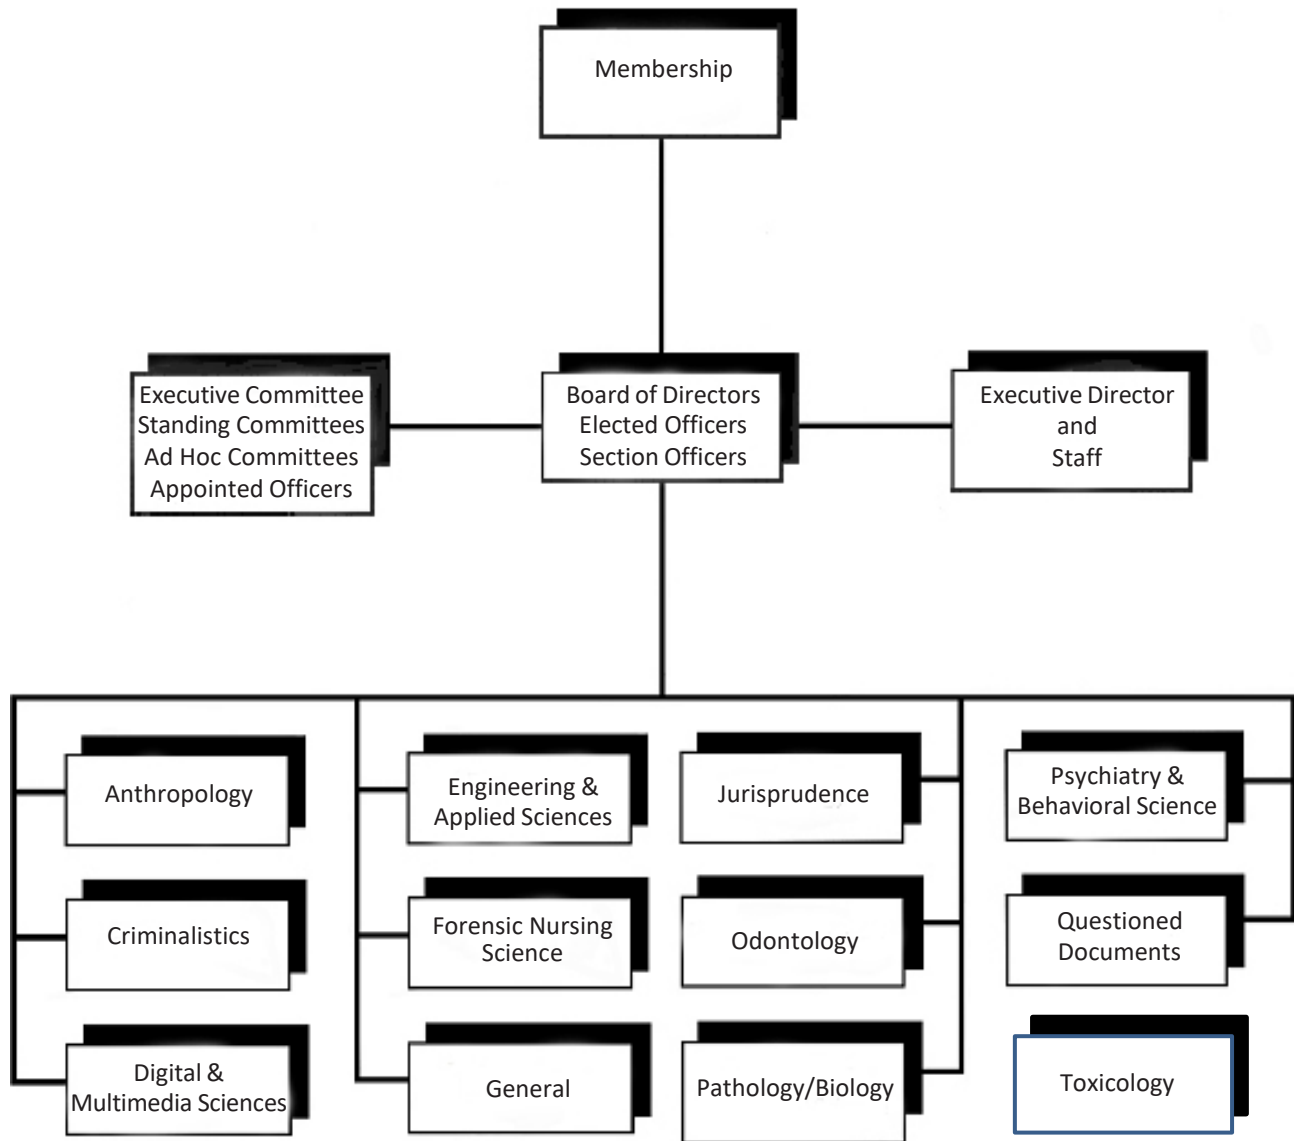 Membership
Executive Committee
Standing Committees
Ad Hoc Committees
Appointed Officers
Board of Directors
Elected Officers
Section Officers
Executive Director
and
Staff
Anthropology
Engineering &
Applied Sciences
Jurisprudence
Psychiatry &
Behavioral Science
Criminalistics
Forensic Nursing
Science
Odontology
Questioned
Documents
Digital &
Multimedia Sciences
General
Pathology/Biology
Toxicology